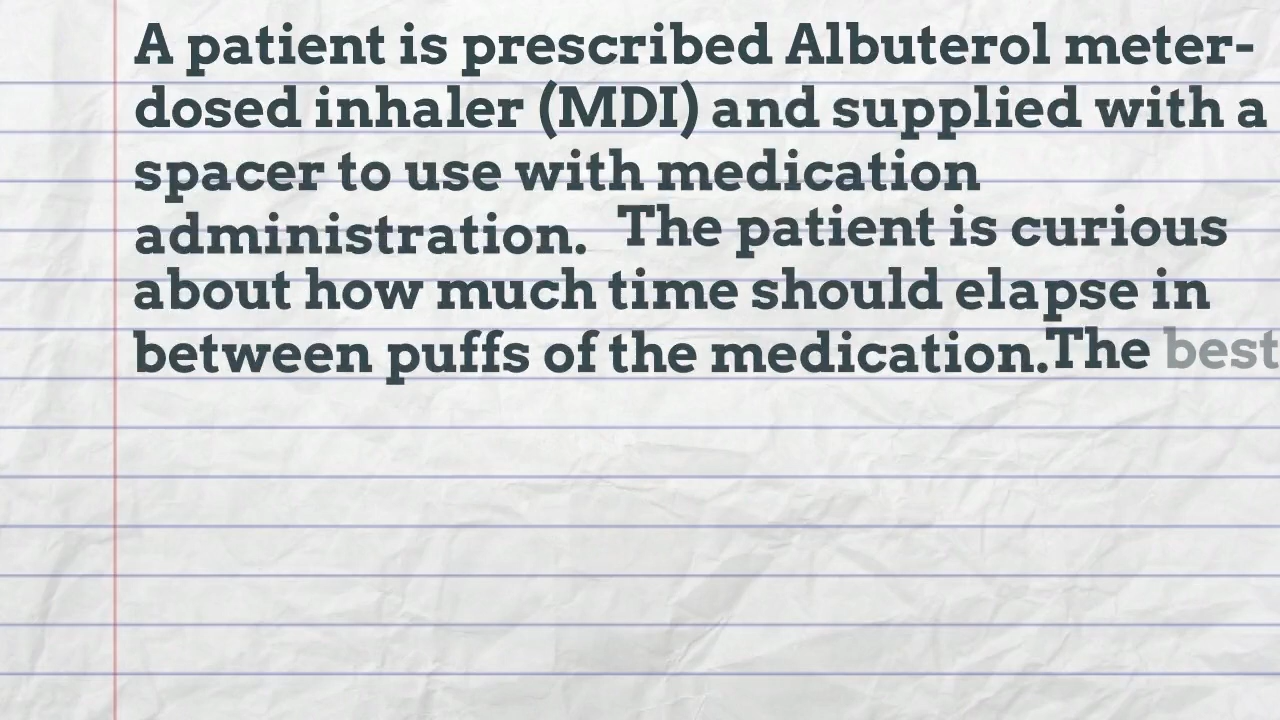 A patient is prescribed Albuterol meter-
dosed inhaler (MDI) and supplied with a
spacer to use with medication
administration. The patient is curious
about how much time should elapse in
between puffs of the medication.The best